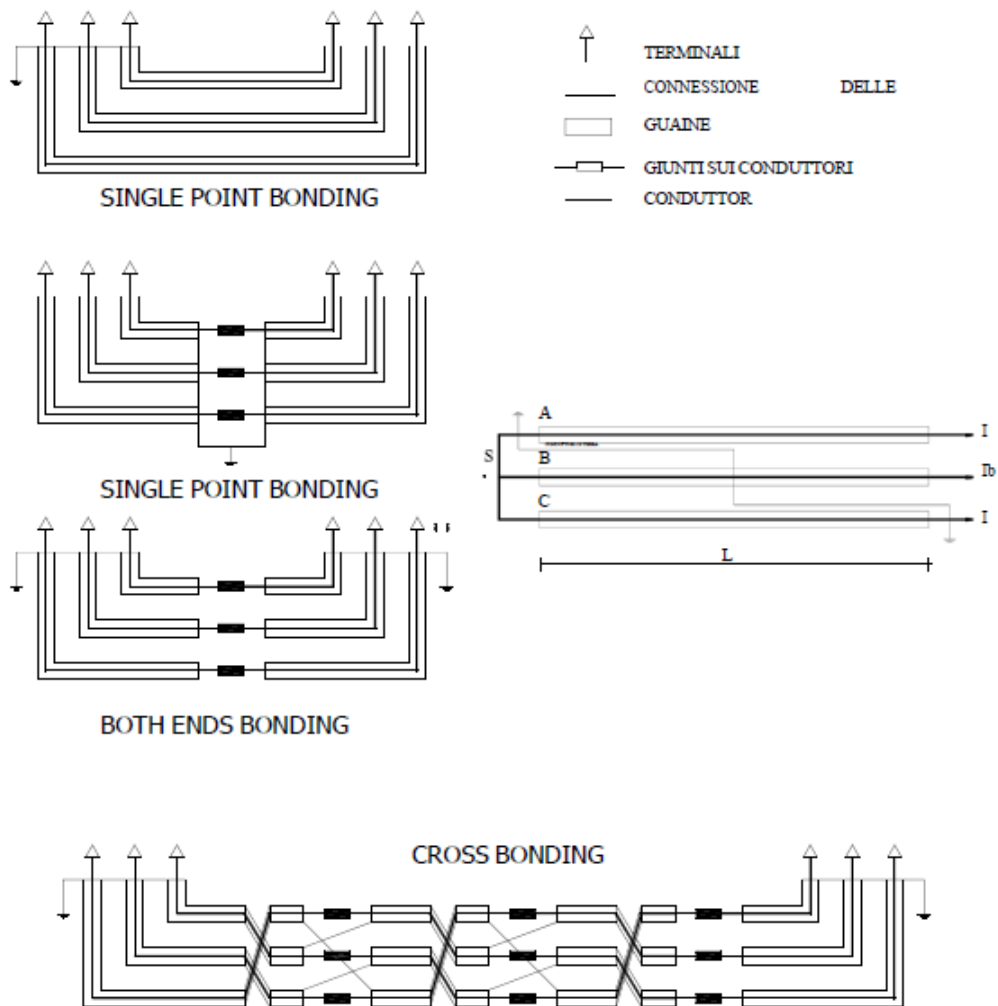 TERMINALI
CONNESSIONE DELLE
GUAINE
GIUNTI SUI CONDUTTORI
CONDUTTOR
SINGLE POINT BONDING
SINGLE POINT BONDING
A
I
S
B
Ib
C
I
L
BOTH ENDS BONDING
CROSS BONDING